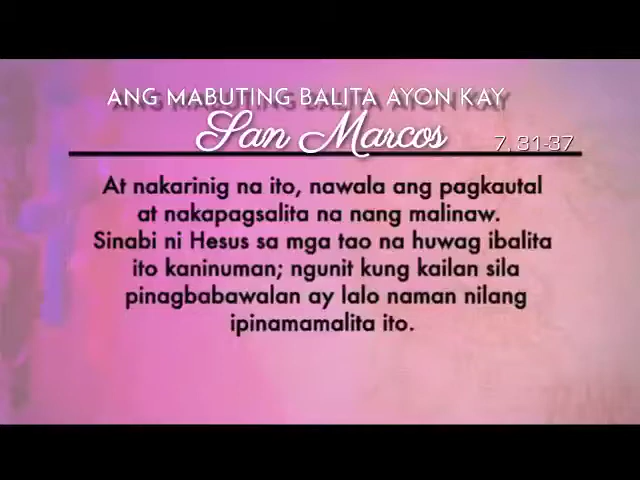 ANG MABUTING BALITA AYON KAY
San Marcos
7, 31-37
At nakarinig na ito, nawala ang pagkautal
at nakapagsalita na nang malinaw.
Sinabi ni Hesus sa mga tao na huwag ibalita
ito kaninuman; ngunit kung kailan sila
pinagbabawalan ay lalo naman nilang
ipinamamalita ito.